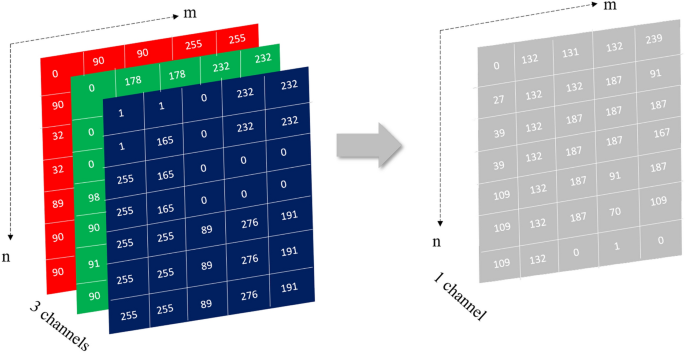 m
n
0 90 90 255 255
90
32
32
89
90
90
0 178 178 232 232
0
0
98
90
91
90
1 1 0 232 232
1 165 0 232 232
255 165 0 0 0
255 165 0 0 0
255 255 89 276 191
255 255 89 276 191
255 255 89 276 191
3 channels
m
n
0 132 131 132 239
27 132 132 187 91
39 132 187 187 187
39 132 187 187 167
109 132 187 91 187
109 132 187 70 109
109 132 0 1 0
1 channel